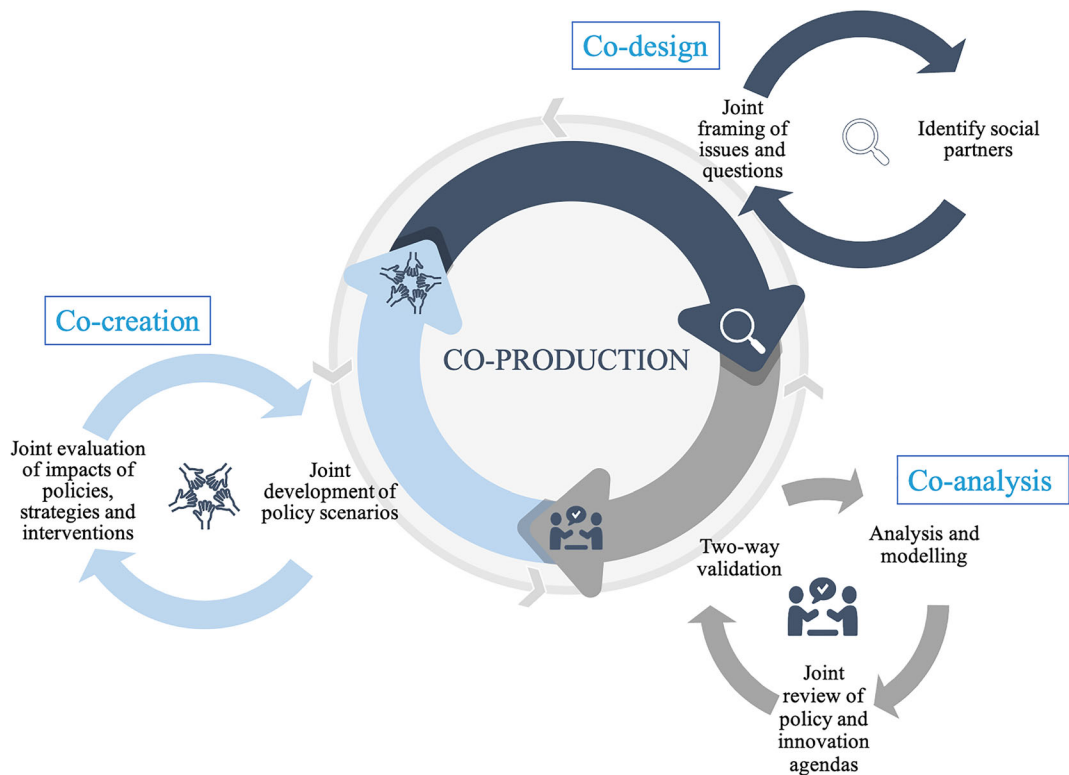 Co-design
Joint
framing of
issues and
questions
Identify social
partners
Co-creation
CO-PRODUCTION
Joint evaluation
of impacts of
policies,
strategies and
interventions
Joint
development of
policy scenarios
Co-analysis
Two-way
validation
Analysis and
modelling
Joint
review of
policy and
innovation
agendas